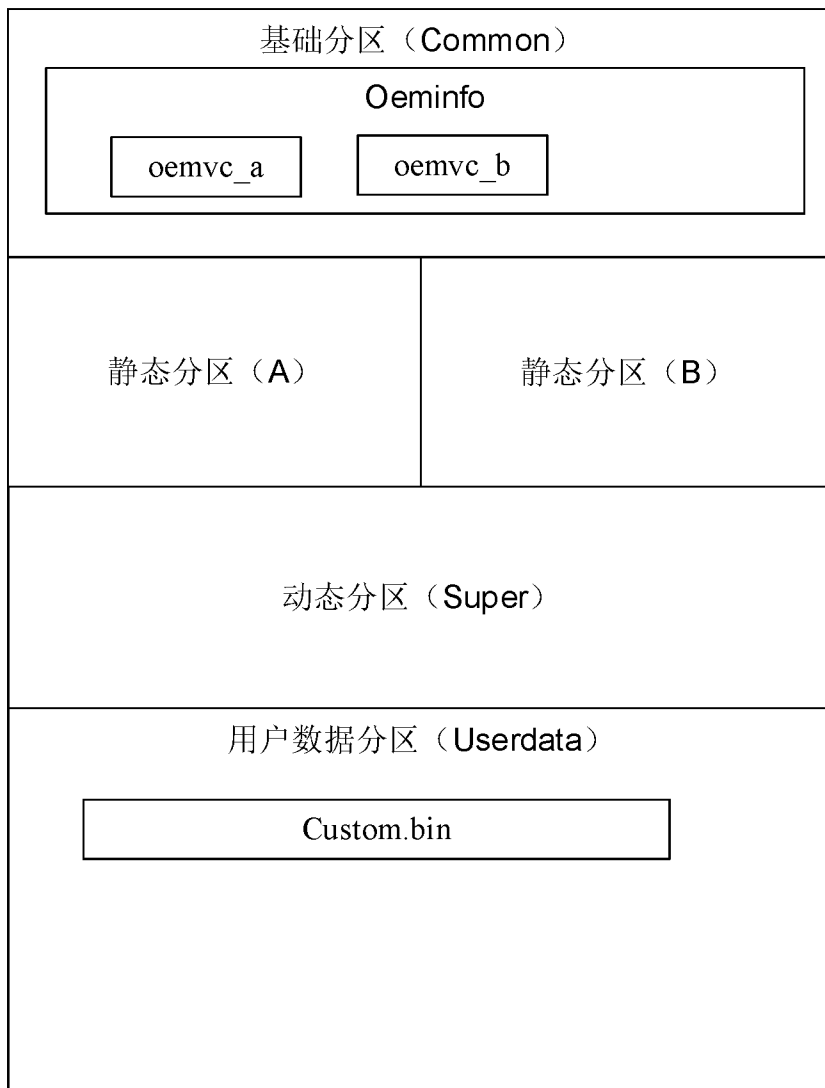 基础分区（Common）
Oeminfo
oemvc_a
oemvc_b
静态分区（A）
静态分区（B）
动态分区（Super）
用户数据分区（Userdata）
Custom.bin